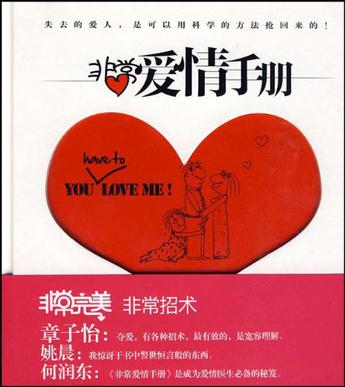 失去的爱人，是可以用科学的方法抢回来的！
非常爱情手册
have to
YOU LOVE ME!
非常完美 非常招术
章子怡：夺爱，有各种招术，最有效的，是宽容理解。
姚晨：我惊讶于书中警世恒言般的东西。
何润东：《非常爱情手册》是成为爱情医生必备的秘笈。